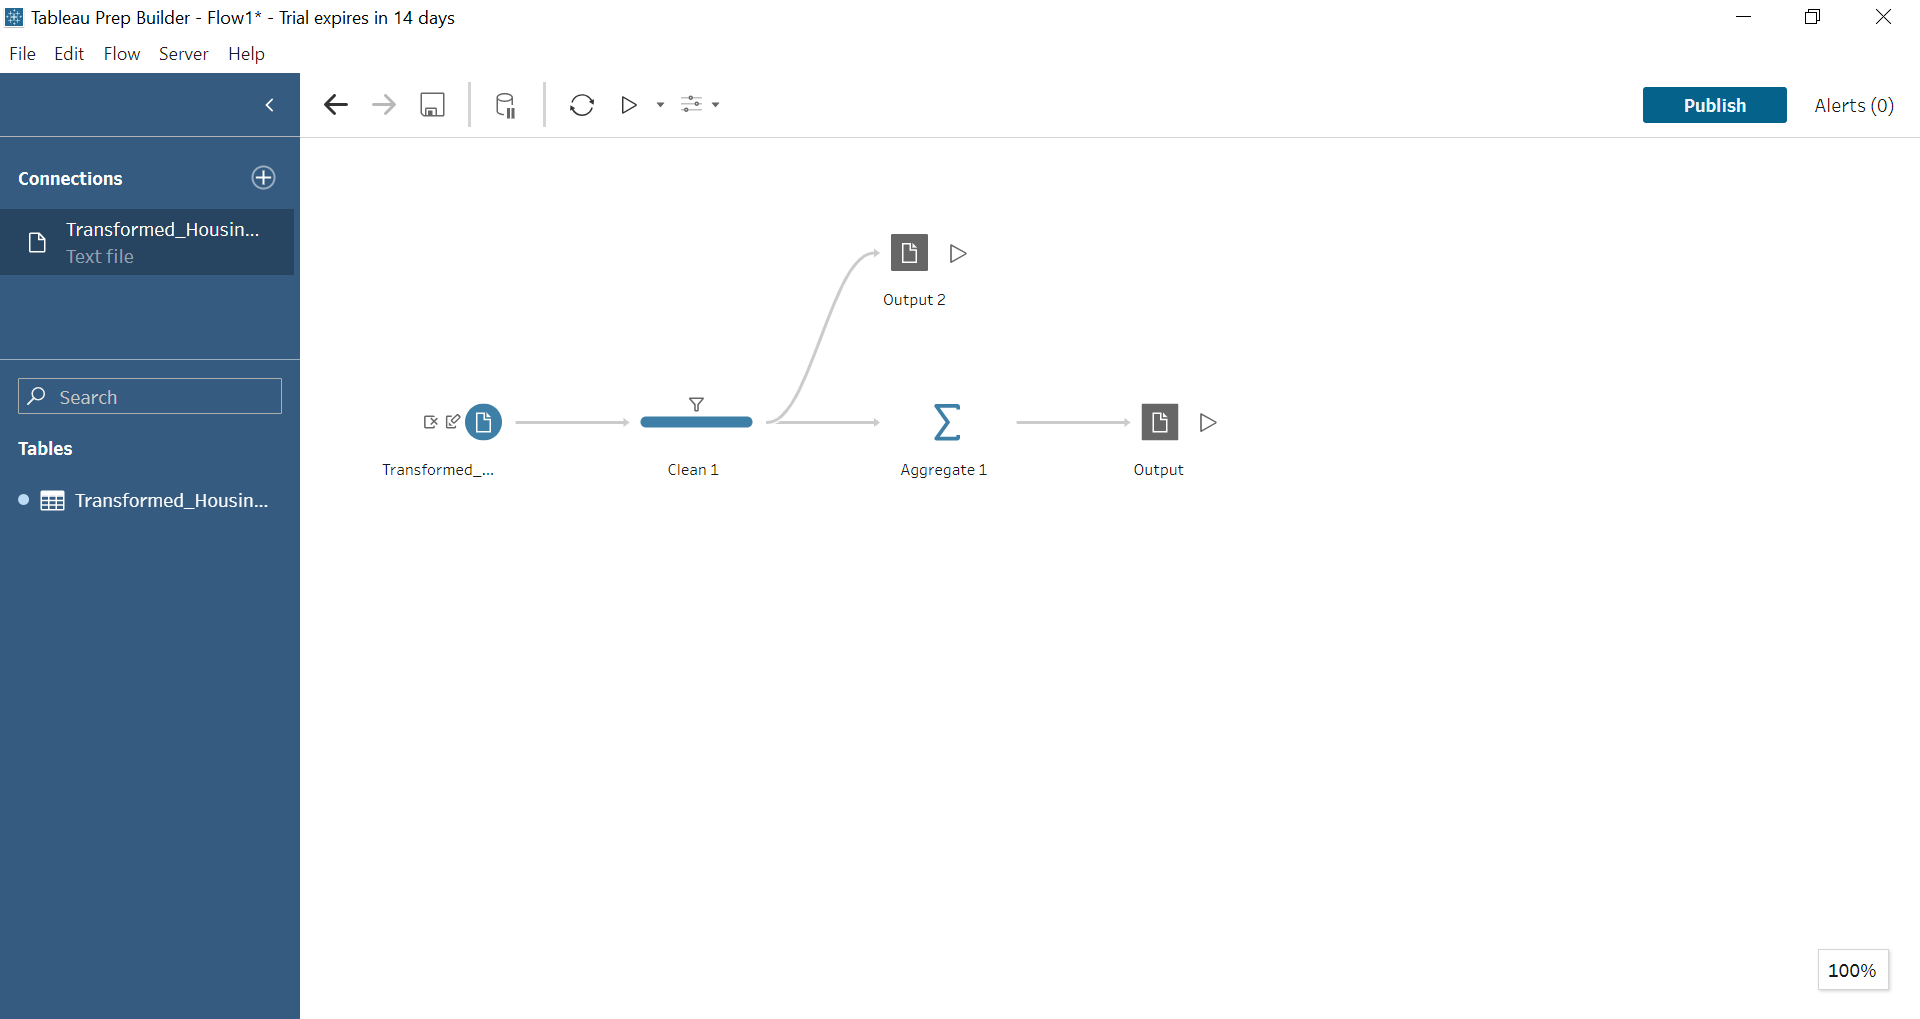 Tableau Prep Builder - Flow1* - Trial expires in 14 days
File Edit Flow Server Help
Publish Alerts (0)
Connections
Transformed_Housin...
Text file
Search
Tables
Transformed_Housin...
Output 2
Transformed_...
Clean 1
Aggregate 1
Output
100%